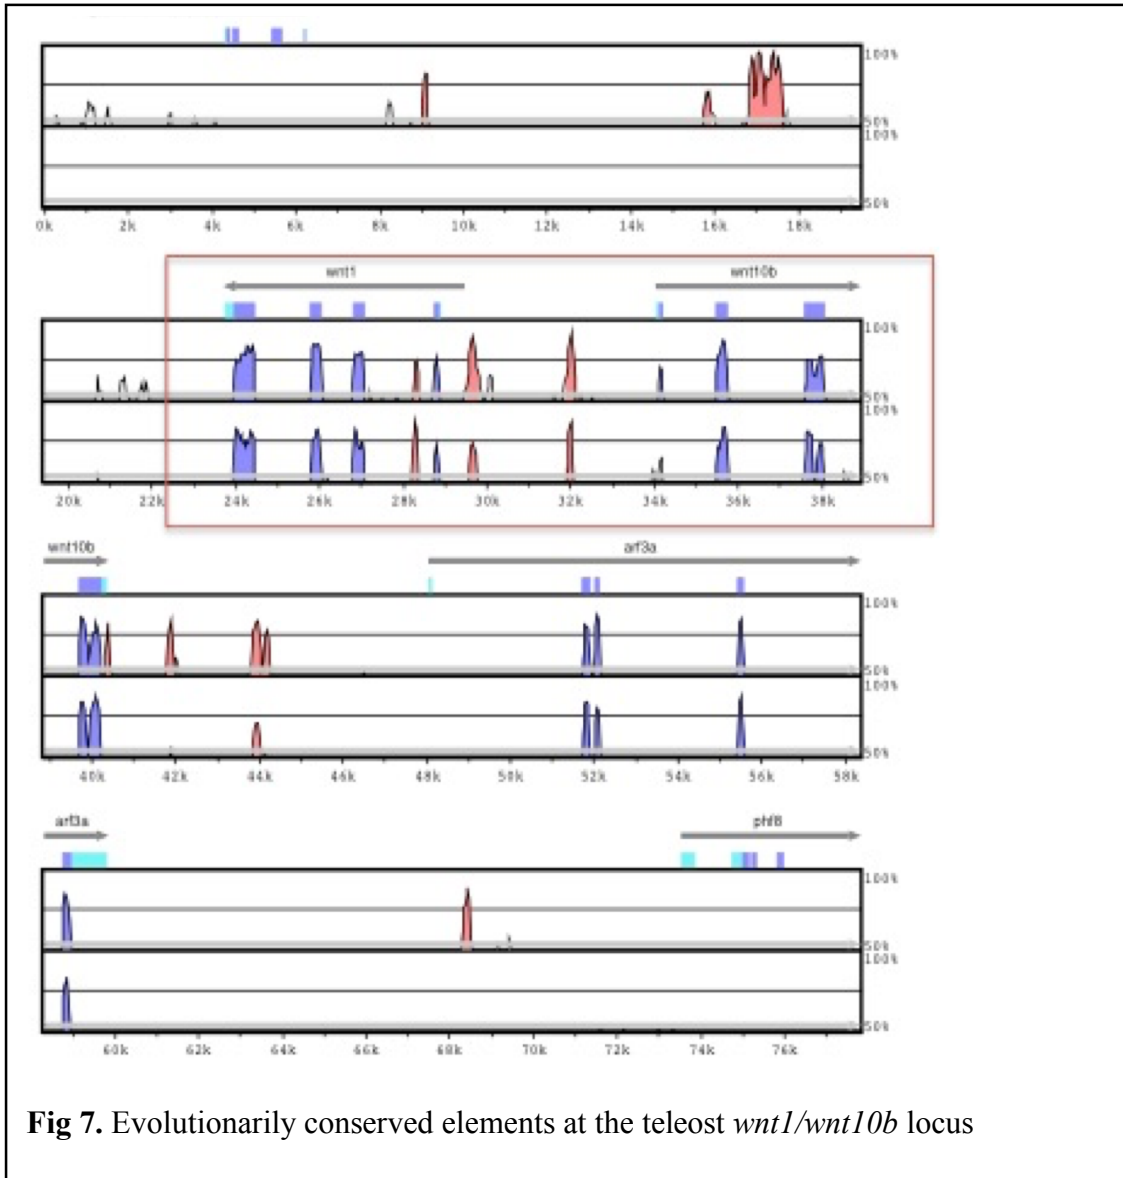 100%
50%
100%
50%
0k 2k 4k 6k 8k 10k 12k 14k 16k 18k
wnt1 wnt10b
100%
50%
100%
50%
20k 22k 24k 26k 28k 30k 32k 34k 36k 38k
wnt10b arf3a
100%
50%
100%
50%
40k 42k 44k 46k 48k 50k 52k 54k 56k 58k
arf3a phf8
100%
50%
100%
50%
60k 62k 64k 66k 68k 70k 72k 74k 76k
Fig 7. Evolutionarily conserved elements at the teleost wnt1/wnt10b locus